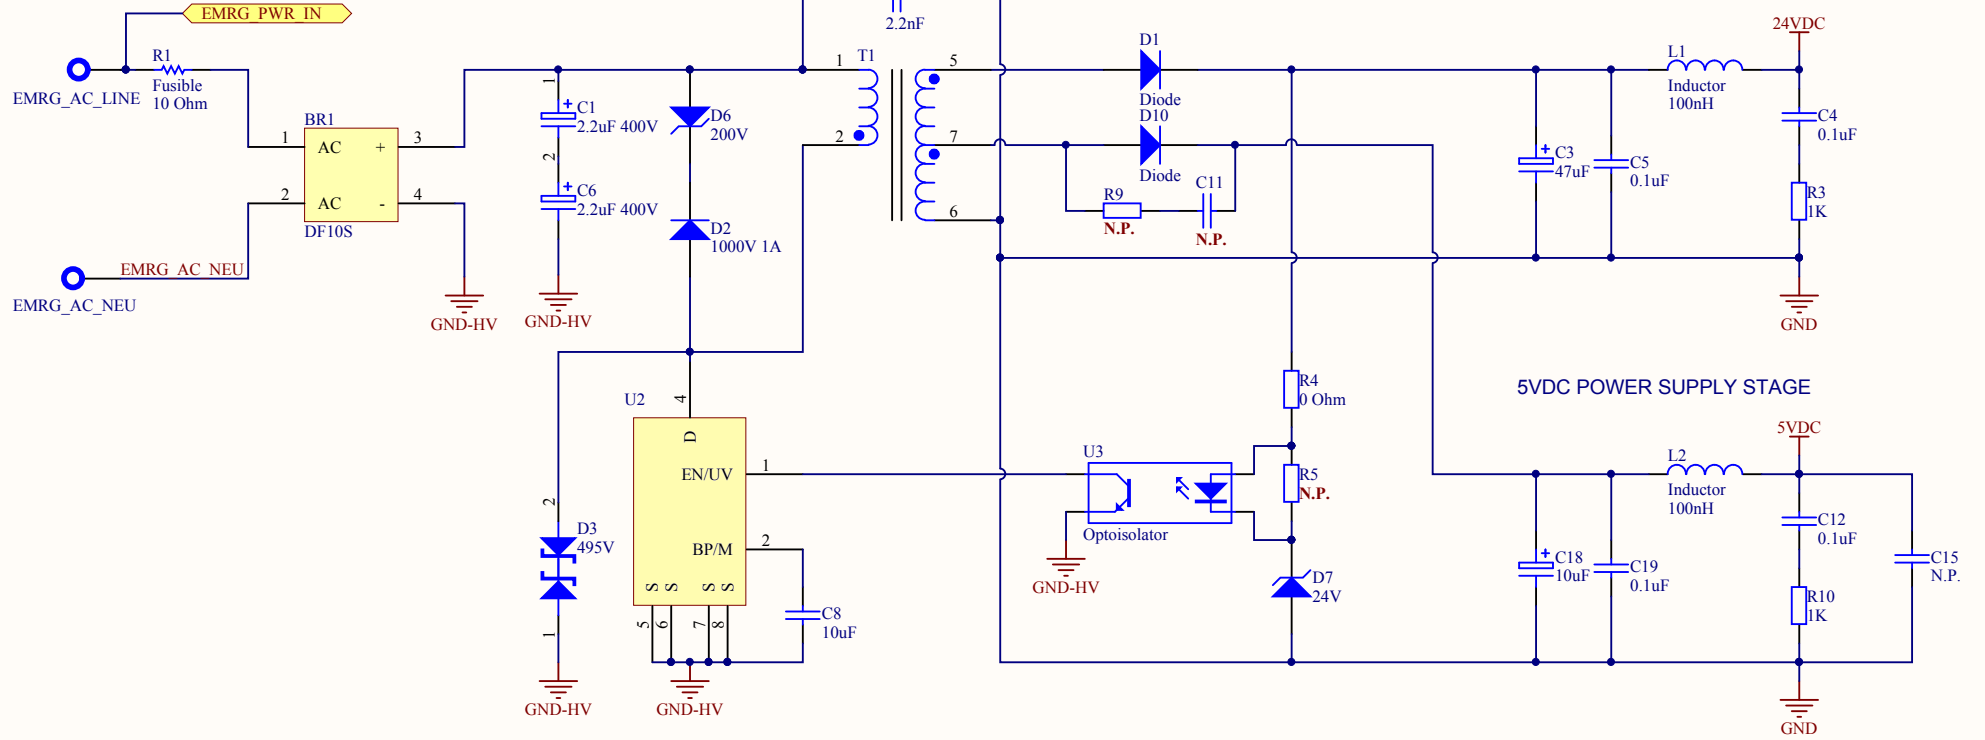 EMRG_PWR_IN
2.2nF
24VDC
R1
Fusible
10 Ohm
EMRG_AC_LINE
BR1
1
AC
+
3
2
AC
-
4
DF10S
EMRG_AC_NEU
EMRG_AC_NEU
GND-HV
1
C1
2.2uF 400V
2
C6
2.2uF 400V
GND-HV
D6
200V
D2
1000V 1A
1
T1
2
5
7
6
D1
Diode
D10
Diode
R9
N.P.
C11
N.P.
C3
47uF
C5
0.1uF
L1
Inductor
100nH
C4
0.1uF
R3
1K
GND
5VDC POWER SUPPLY STAGE
5VDC
U2
4
D
EN/UV
1
BP/M
2
S
S
S
S
5
6
7
8
C8
10uF
GND-HV
2
D3
495V
1
GND-HV
U3
Optoisolator
GND-HV
R4
0 Ohm
R5
N.P.
D7
24V
L2
Inductor
100nH
C18
10uF
C19
0.1uF
C12
0.1uF
R10
1K
C15
N.P.
GND